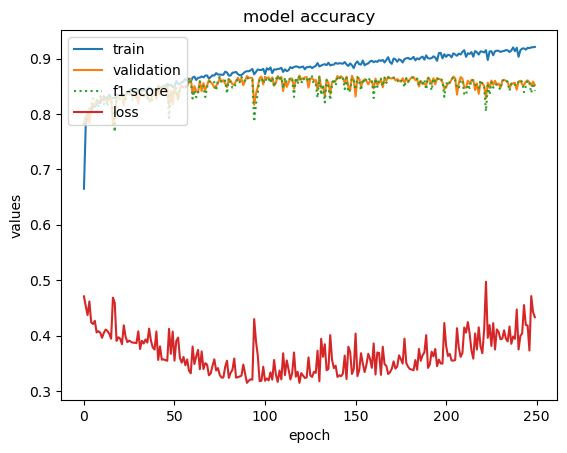 model accuracy
train
validation
f1-score
loss
values
0.9
0.8
0.7
0.6
0.5
0.4
0.3
0
50
100
150
200
250
epoch